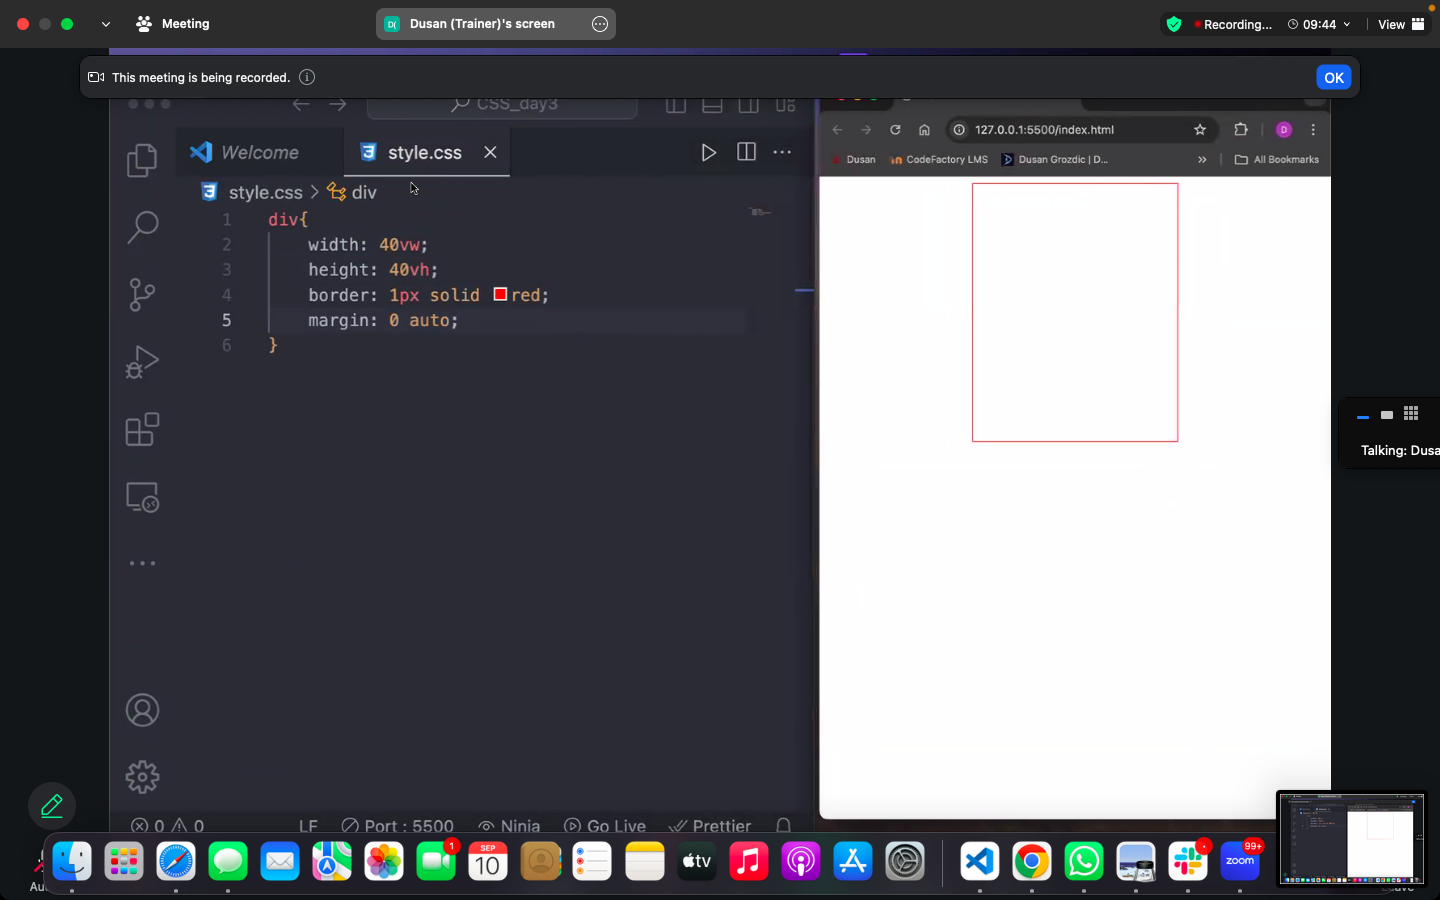 Meeting
Dusan (Trainer)'s screen
Recording...
09:44
View
This meeting is being recorded.
OK
CSS_day3
Welcome
style.css
style.css > div
1 div{
2 width: 40vw;
3 height: 40vh;
4 border: 1px solid red;
5 margin: 0 auto;
6 }
127.0.0.1:5500/index.html
D
Dusan
CodeFactory LMS
Dusan Grozdic | D...
All Bookmarks
Talking: Dusa
0 0
LF
Port : 5500
Ninja
Go Live
Prettier
1
SEP
10
tv
zoom
99+